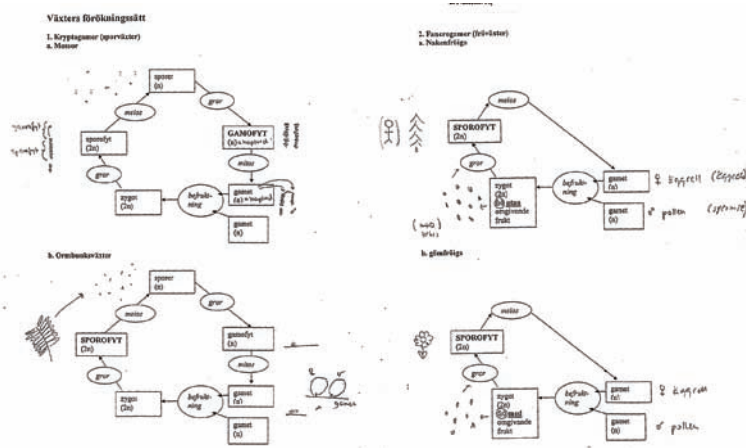 Växters förökningssätt
1. Kryptogamer (sporväxter)
a. Mossor
sporer
(n)
meios
gror
sporofyt
(2n)
GAMOFYT
(n)
mitos
gror
zygot
(2n)
befrukt-
ning
gamet
gamet
(n)
b. Ormbunksväxter
sporer
(n)
meios
gror
SPOROFYT
(2n)
gamofyt
(n)
mitos
gror
zygot
(2n)
befrukt-
ning
gamet
(n)
gamet
(n)
2. Fanerogamer (fröväxter)
a. Nakenfröiga
meios
SPOROFYT
(2n)
gror
zygot
(2n)
utan
omgivande
frukt
befrukt-
ning
gamet
(n)
♀ Äggcell
gamet
(n)
♂ pollen
b. gömfröiga
meios
SPOROFYT
(2n)
gror
zygot
(2n)
med
omgivande
frukt
befrukt-
ning
gamet
(n)
♀ Äggcell
gamet
(n)
♂ pollen